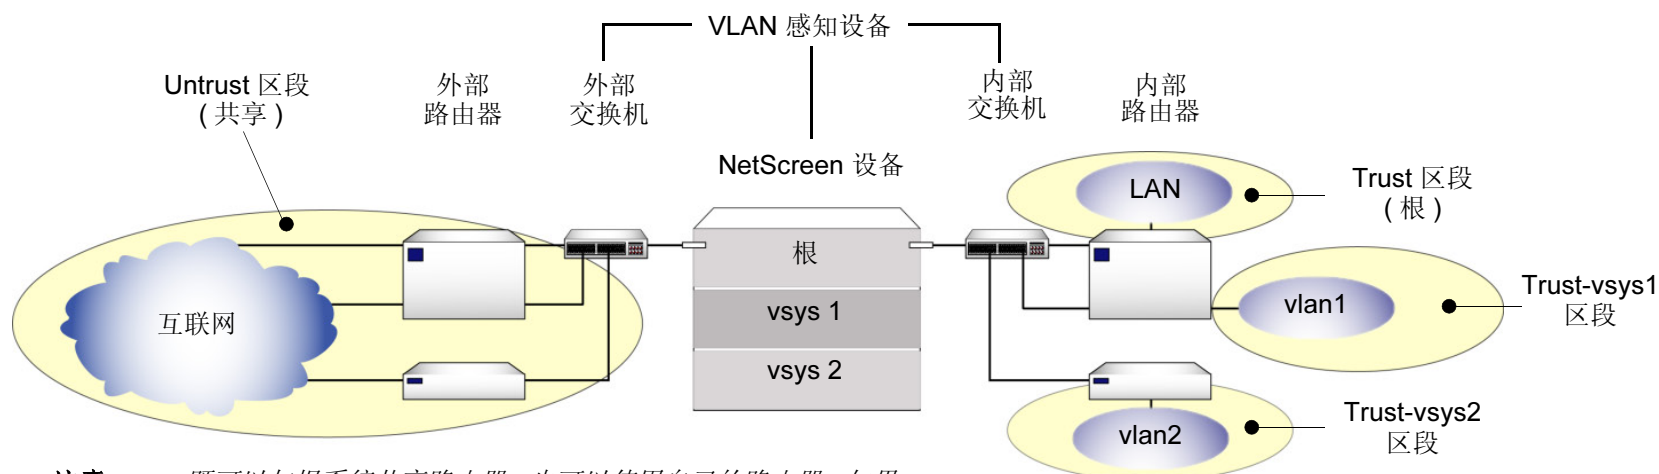 VLAN 感知设备
Untrust 区段
( 共享 )
外部
路由器
外部
交换机
内部
交换机
内部
路由器
NetScreen 设备
LAN
Trust 区段
( 根 )
根
互联网
vsys 1
vlan1
Trust-vsys1
区段
vsys 2
vlan2
Trust-vsys2
区段